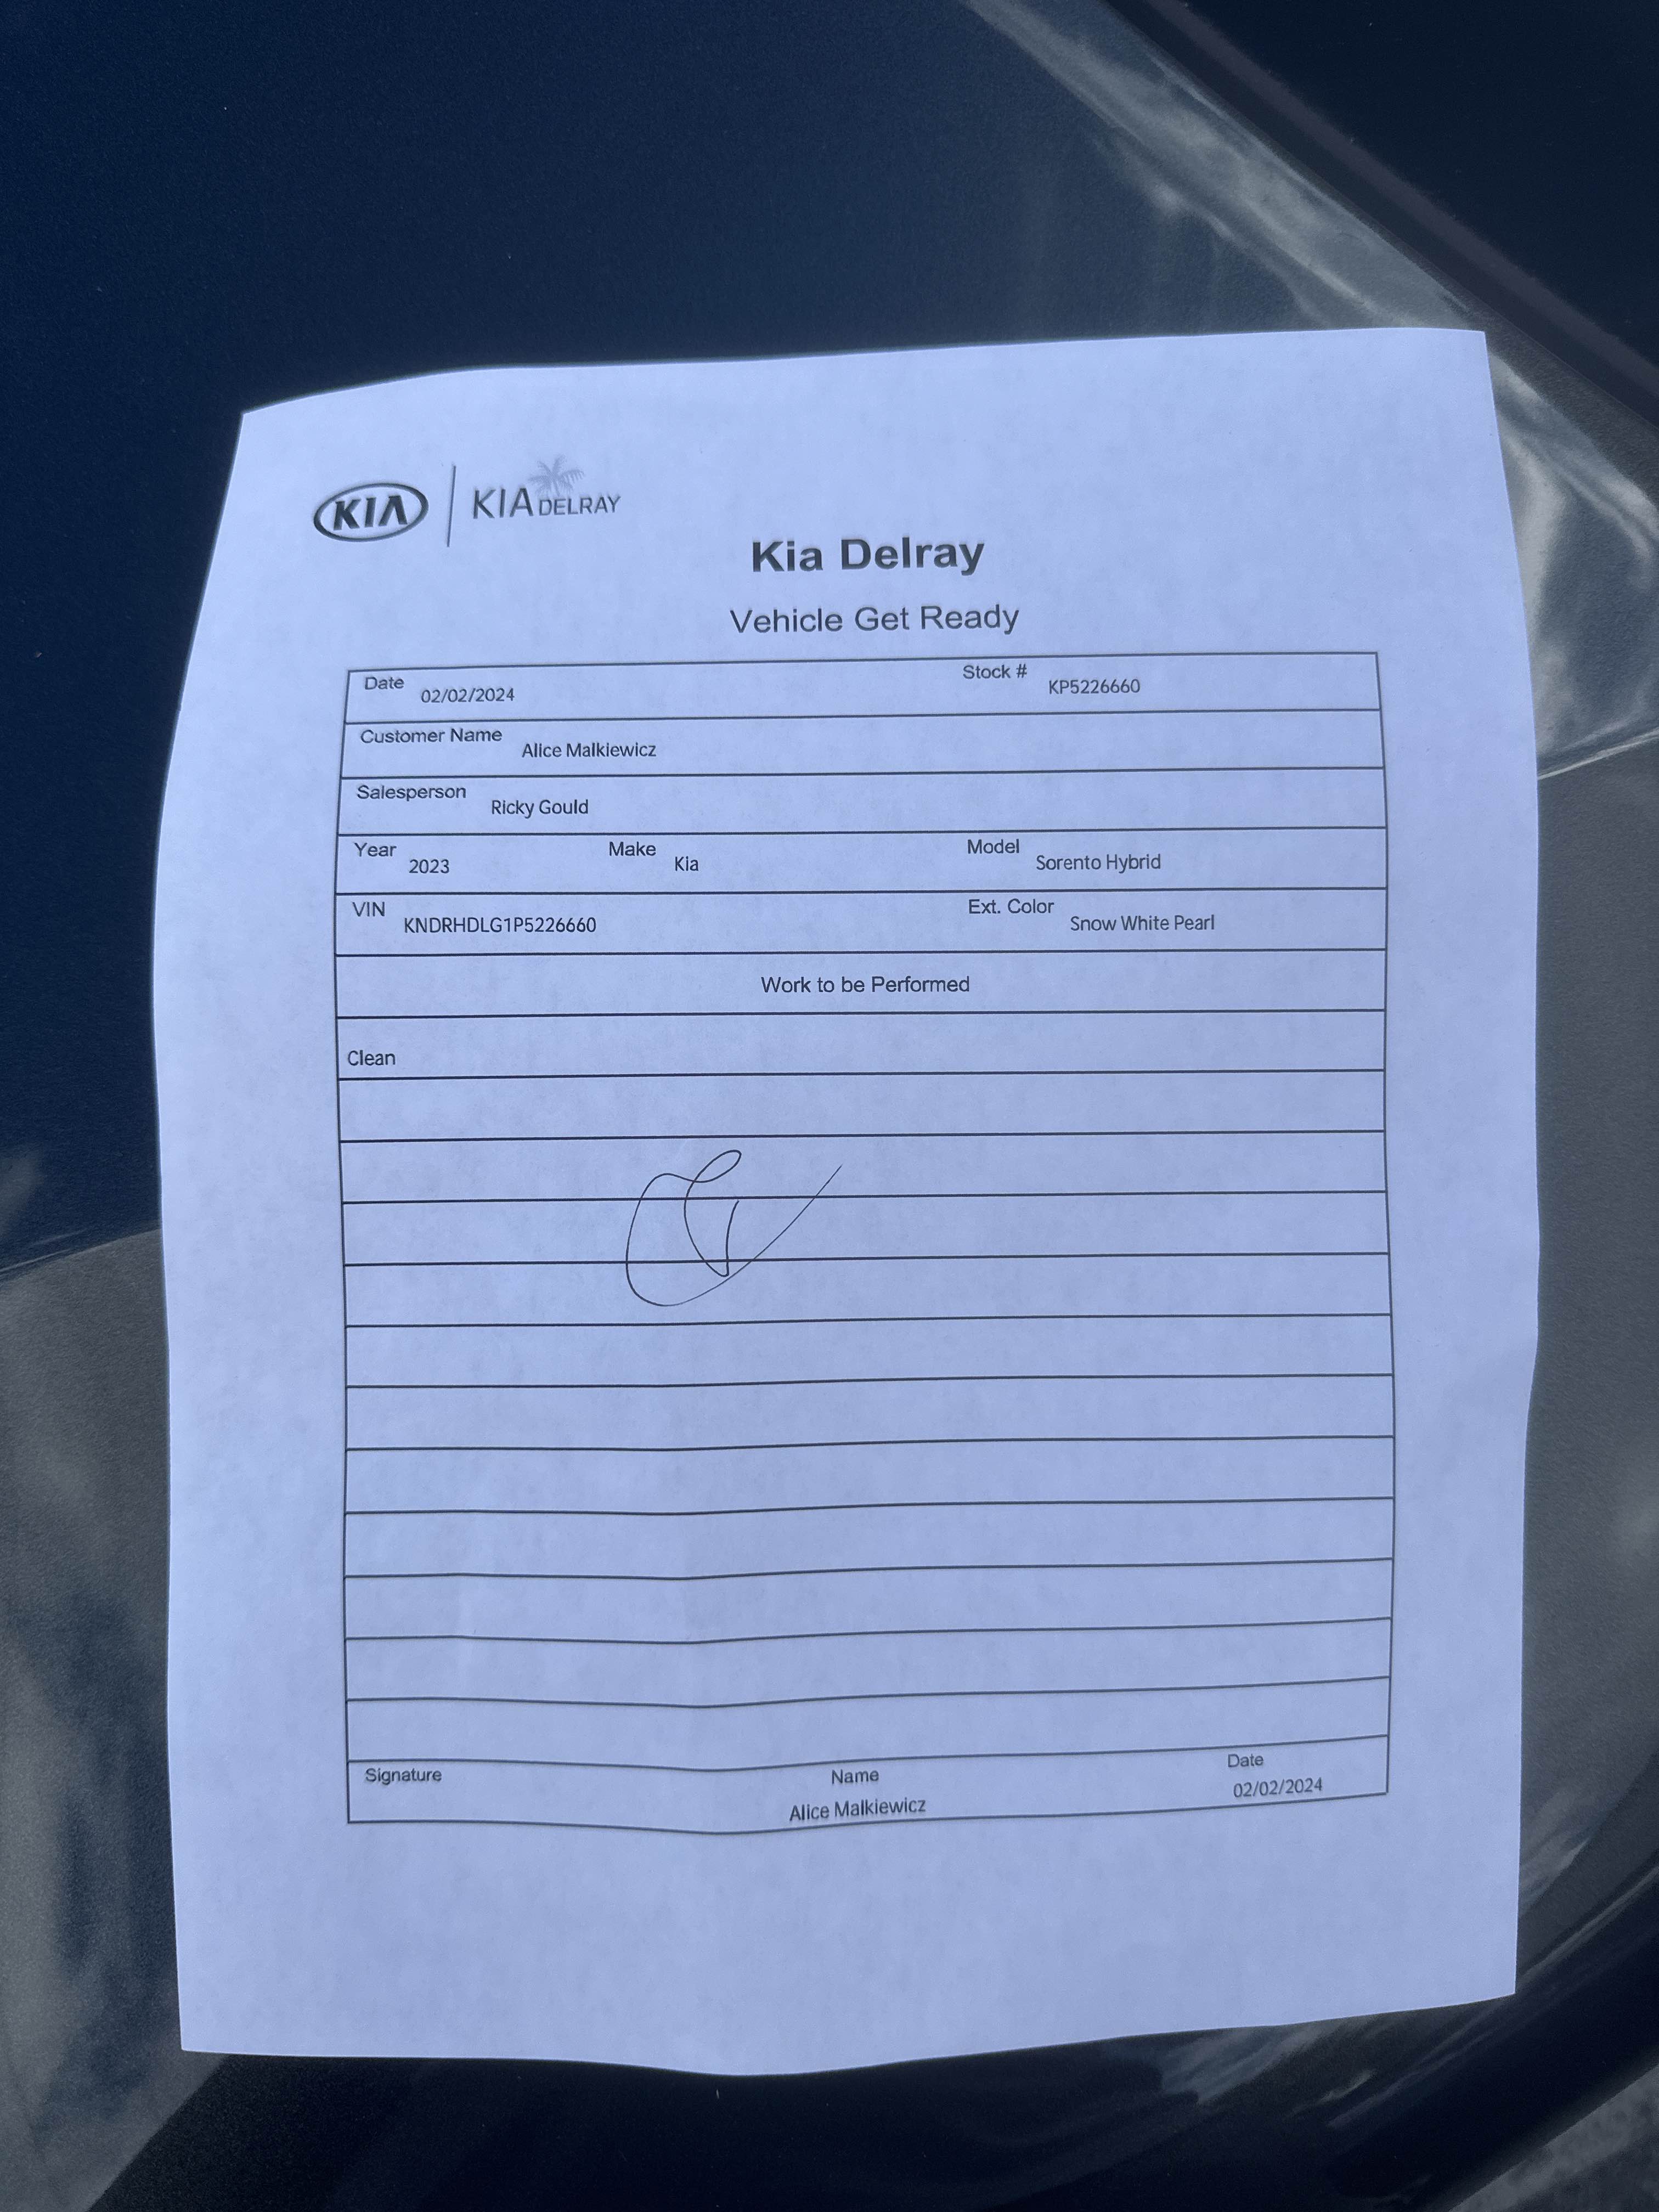 KIA KIA DELRAY
Kia Delray
Vehicle Get Ready
Date 02/02/2024 Stock # KP5226660
Customer Name Alice Malkiewicz
Salesperson Ricky Gould
Year 2023 Make Kia Model Sorento Hybrid
VIN KNDRHDLG1P5226660 Ext. Color Snow White Pearl
Work to be Performed
Clean
Signature Name Date
Alice Malkiewicz 02/02/2024